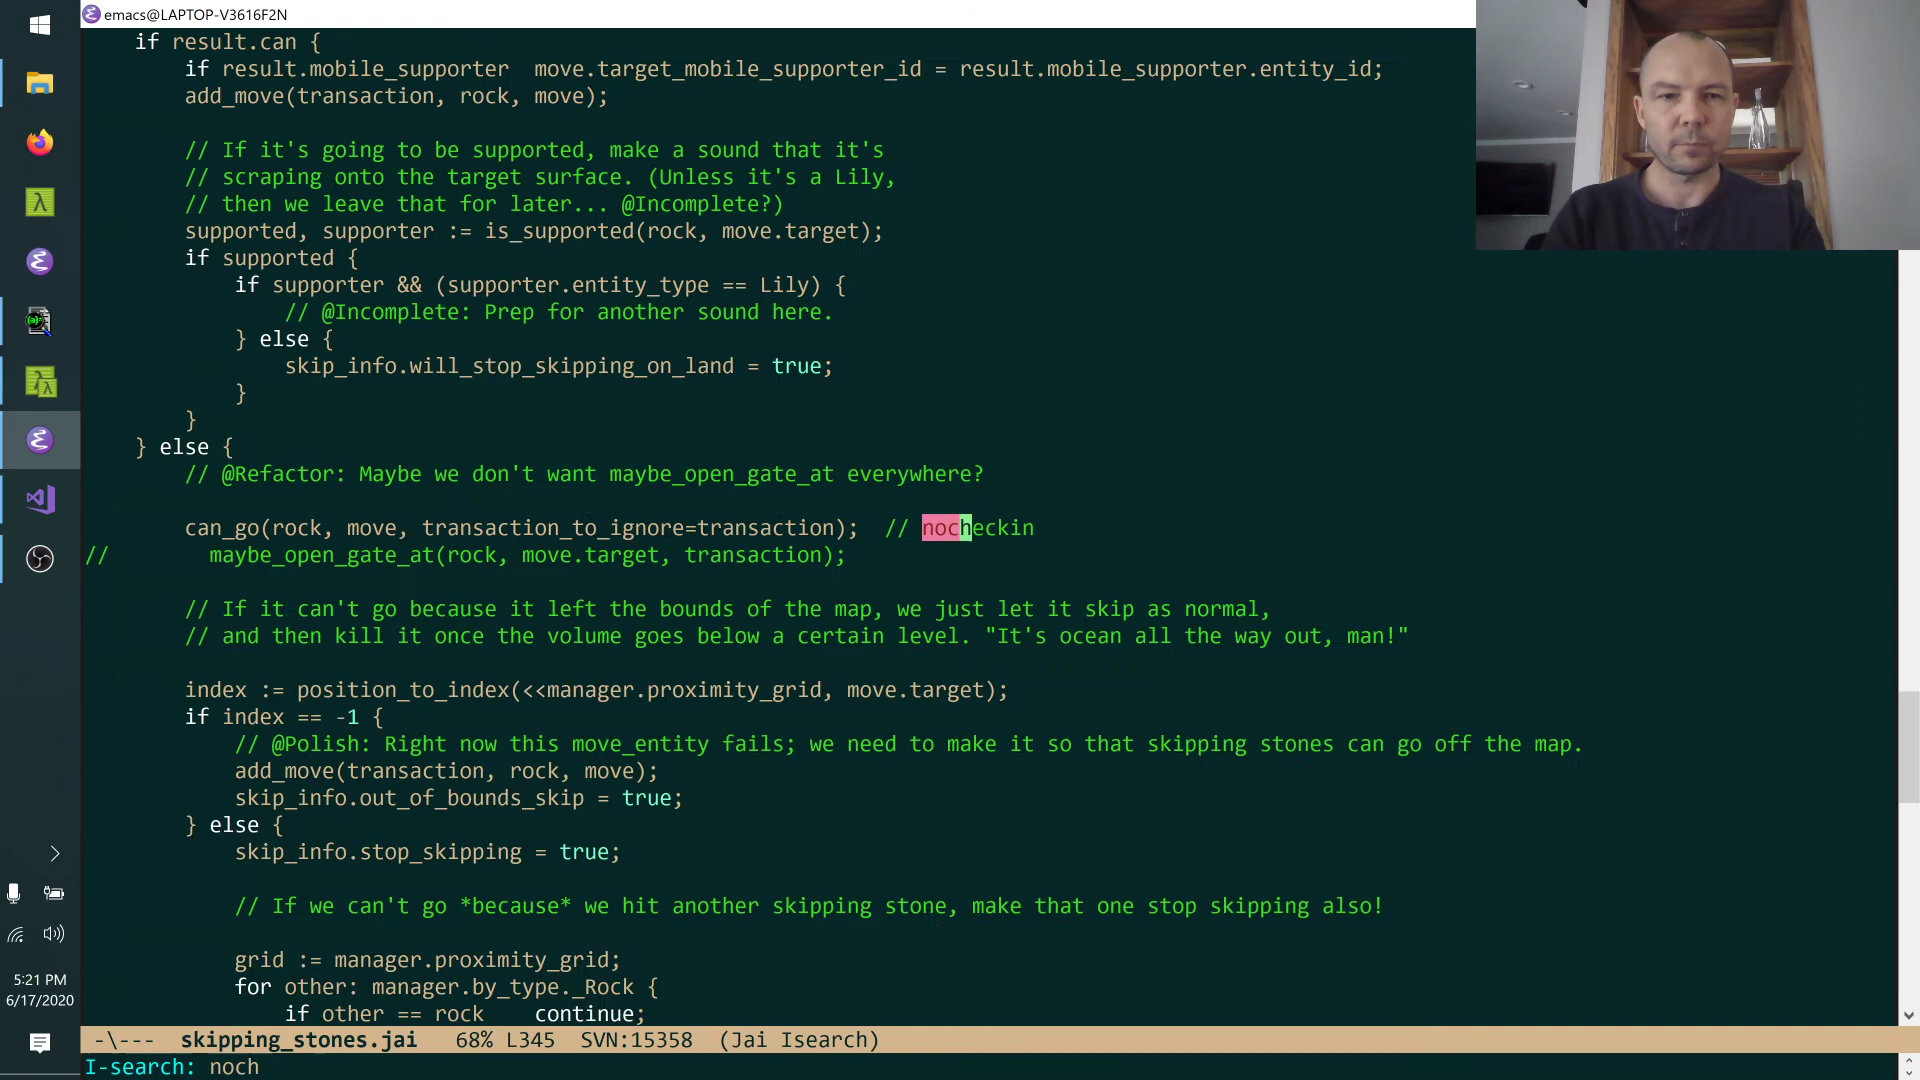 emacs@LAPTOP-V3616F2N
if result.can {
if result.mobile_supporter  move.target_mobile_supporter_id = result.mobile_supporter.entity_id;
add_move(transaction, rock, move);
// If it's going to be supported, make a sound that it's
// scraping onto the target surface. (Unless it's a Lily,
// then we leave that for later... @Incomplete?)
supported, supporter := is_supported(rock, move.target);
if supported {
if supporter && (supporter.entity_type == Lily) {
// @Incomplete: Prep for another sound here.
} else {
skip_info.will_stop_skipping_on_land = true;
}
}
} else {
// @Refactor: Maybe we don't want maybe_open_gate_at everywhere?
can_go(rock, move, transaction_to_ignore=transaction);  // nocheckin
//        maybe_open_gate_at(rock, move.target, transaction);
// If it can't go because it left the bounds of the map, we just let it skip as normal,
// and then kill it once the volume goes below a certain level. "It's ocean all the way out, man!"
index := position_to_index(<<manager.proximity_grid, move.target);
if index == -1 {
// @Polish: Right now this move_entity fails; we need to make it so that skipping stones can go off the map.
add_move(transaction, rock, move);
skip_info.out_of_bounds_skip = true;
} else {
skip_info.stop_skipping = true;
// If we can't go *because* we hit another skipping stone, make that one stop skipping also!
grid := manager.proximity_grid;
for other: manager.by_type._Rock {
if other == rock    continue;
5:21 PM
6/17/2020
-\---  skipping_stones.jai   68% L345  SVN:15358  (Jai Isearch)
I-search: noch